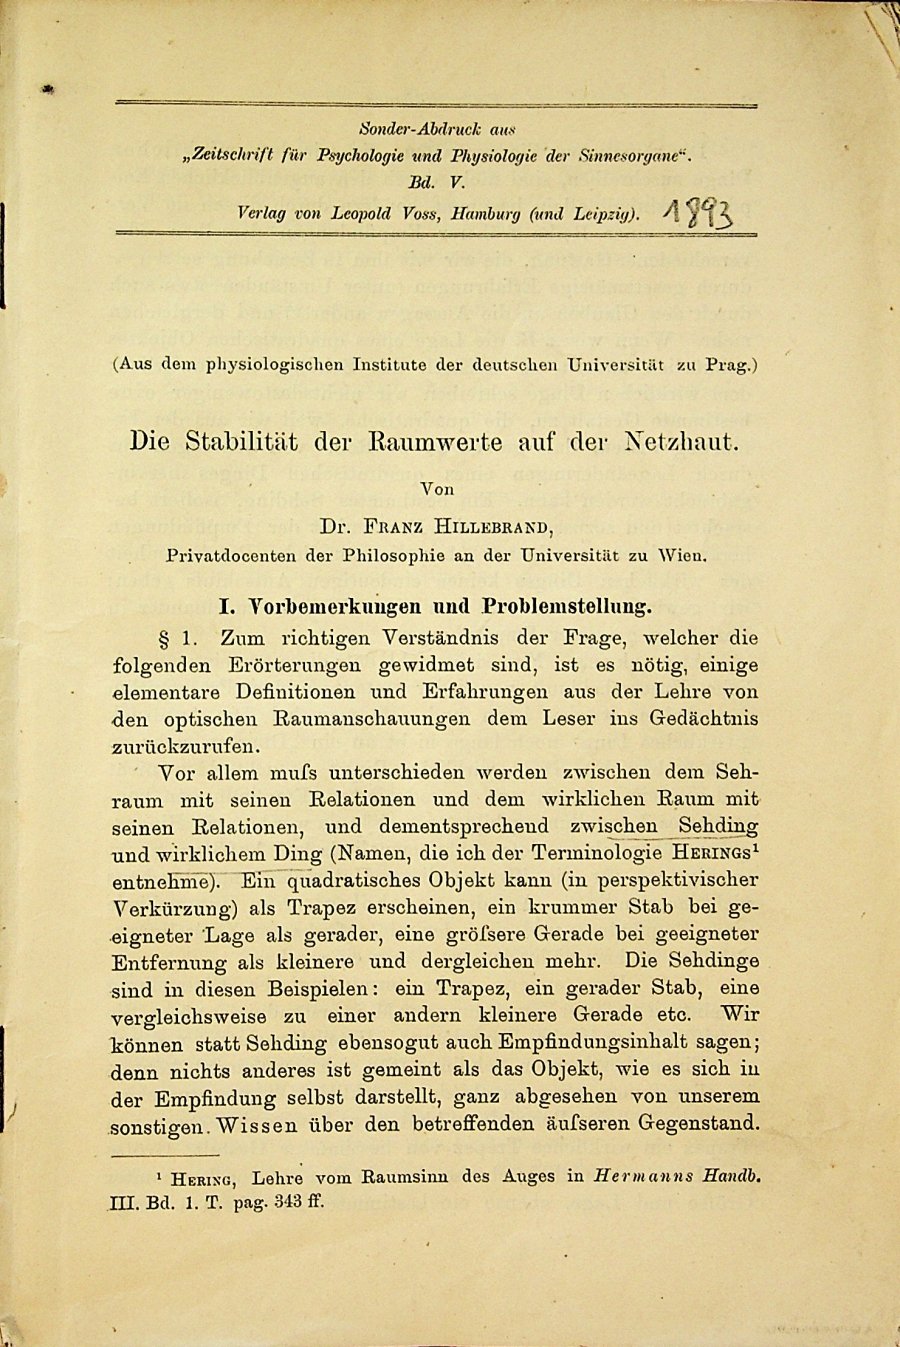 Sonder-Abdruck aus
„Zeitschrift für Psychologie und Physiologie der Sinnesorgane“.
Bd. V.
Verlag von Leopold Voss, Hamburg (und Leipzig). 1893
(Aus dem physiologischen Institute der deutschen Universität zu Prag.)
Die Stabilität der Raumwerte auf der Netzhaut.
Von
Dr. Franz Hillebrand,
Privatdocenten der Philosophie an der Universität zu Wien.
I. Vorbemerkungen und Problemstellung.
§ 1. Zum richtigen Verständnis der Frage, welcher die
folgenden Erörterungen gewidmet sind, ist es nötig, einige
elementare Definitionen und Erfahrungen aus der Lehre von
den optischen Raumanschauungen dem Leser ins Gedächtnis
zurückzurufen.
Vor allem muſs unterschieden werden zwischen dem Seh-
raum mit seinen Relationen und dem wirklichen Raum mit
seinen Relationen, und dementsprechend zwischen Sehding
und wirklichem Ding (Namen, die ich der Terminologie Herings¹
entnehme). Ein quadratisches Objekt kann (in perspektivischer
Verkürzung) als Trapez erscheinen, ein krummer Stab bei ge-
eigneter Lage als gerader, eine gröſsere Gerade bei geeigneter
Entfernung als kleinere und dergleichen mehr. Die Sehdinge
sind in diesen Beispielen: ein Trapez, ein gerader Stab, eine
vergleichsweise zu einer andern kleinere Gerade etc. Wir
können statt Sehding ebensogut auch Empfindungsinhalt sagen;
denn nichts anderes ist gemeint als das Objekt, wie es sich in
der Empfindung selbst darstellt, ganz abgesehen von unserem
sonstigen Wissen über den betreffenden äuſseren Gegenstand.
¹ Hering, Lehre vom Raumsinn des Auges in Hermanns Handb.
III. Bd. 1. T. pag. 343 ff.